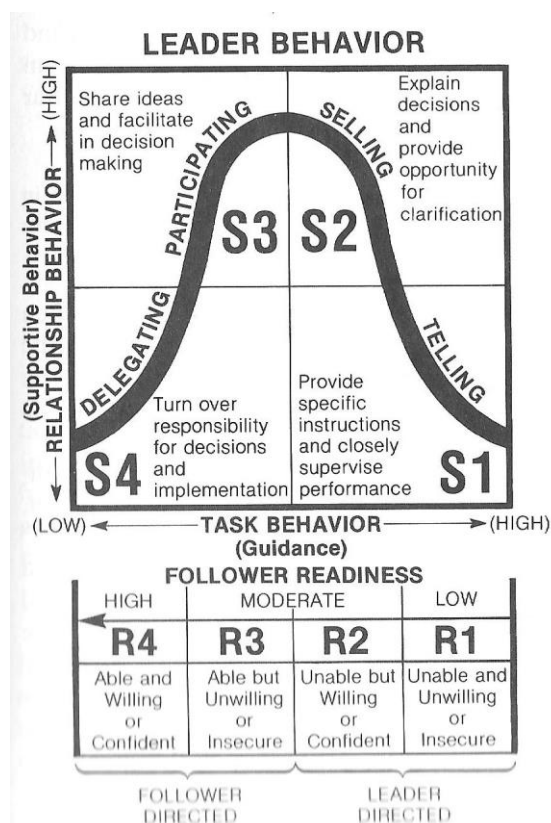 LEADER BEHAVIOR
(HIGH)
Share ideas
and facilitate
in decision
making
PARTICIPATING
SELLING
Explain
decisions
and
provide
opportunity
for
clarification
S3
S2
(Supportive Behavior)
RELATIONSHIP BEHAVIOR
DELEGATING
TELLING
Turn over
responsibility
for decisions
and
implementation
S4
Provide
specific
instructions
and closely
supervise
performance
S1
(LOW)
TASK BEHAVIOR
(HIGH)
(Guidance)
FOLLOWER READINESS
HIGH
MODERATE
LOW
R4
R3
R2
R1
Able and
Willing
or
Confident
Able but
Unwilling
or
Insecure
Unable but
Willing
or
Confident
Unable and
Unwilling
or
Insecure
FOLLOWER
DIRECTED
LEADER
DIRECTED